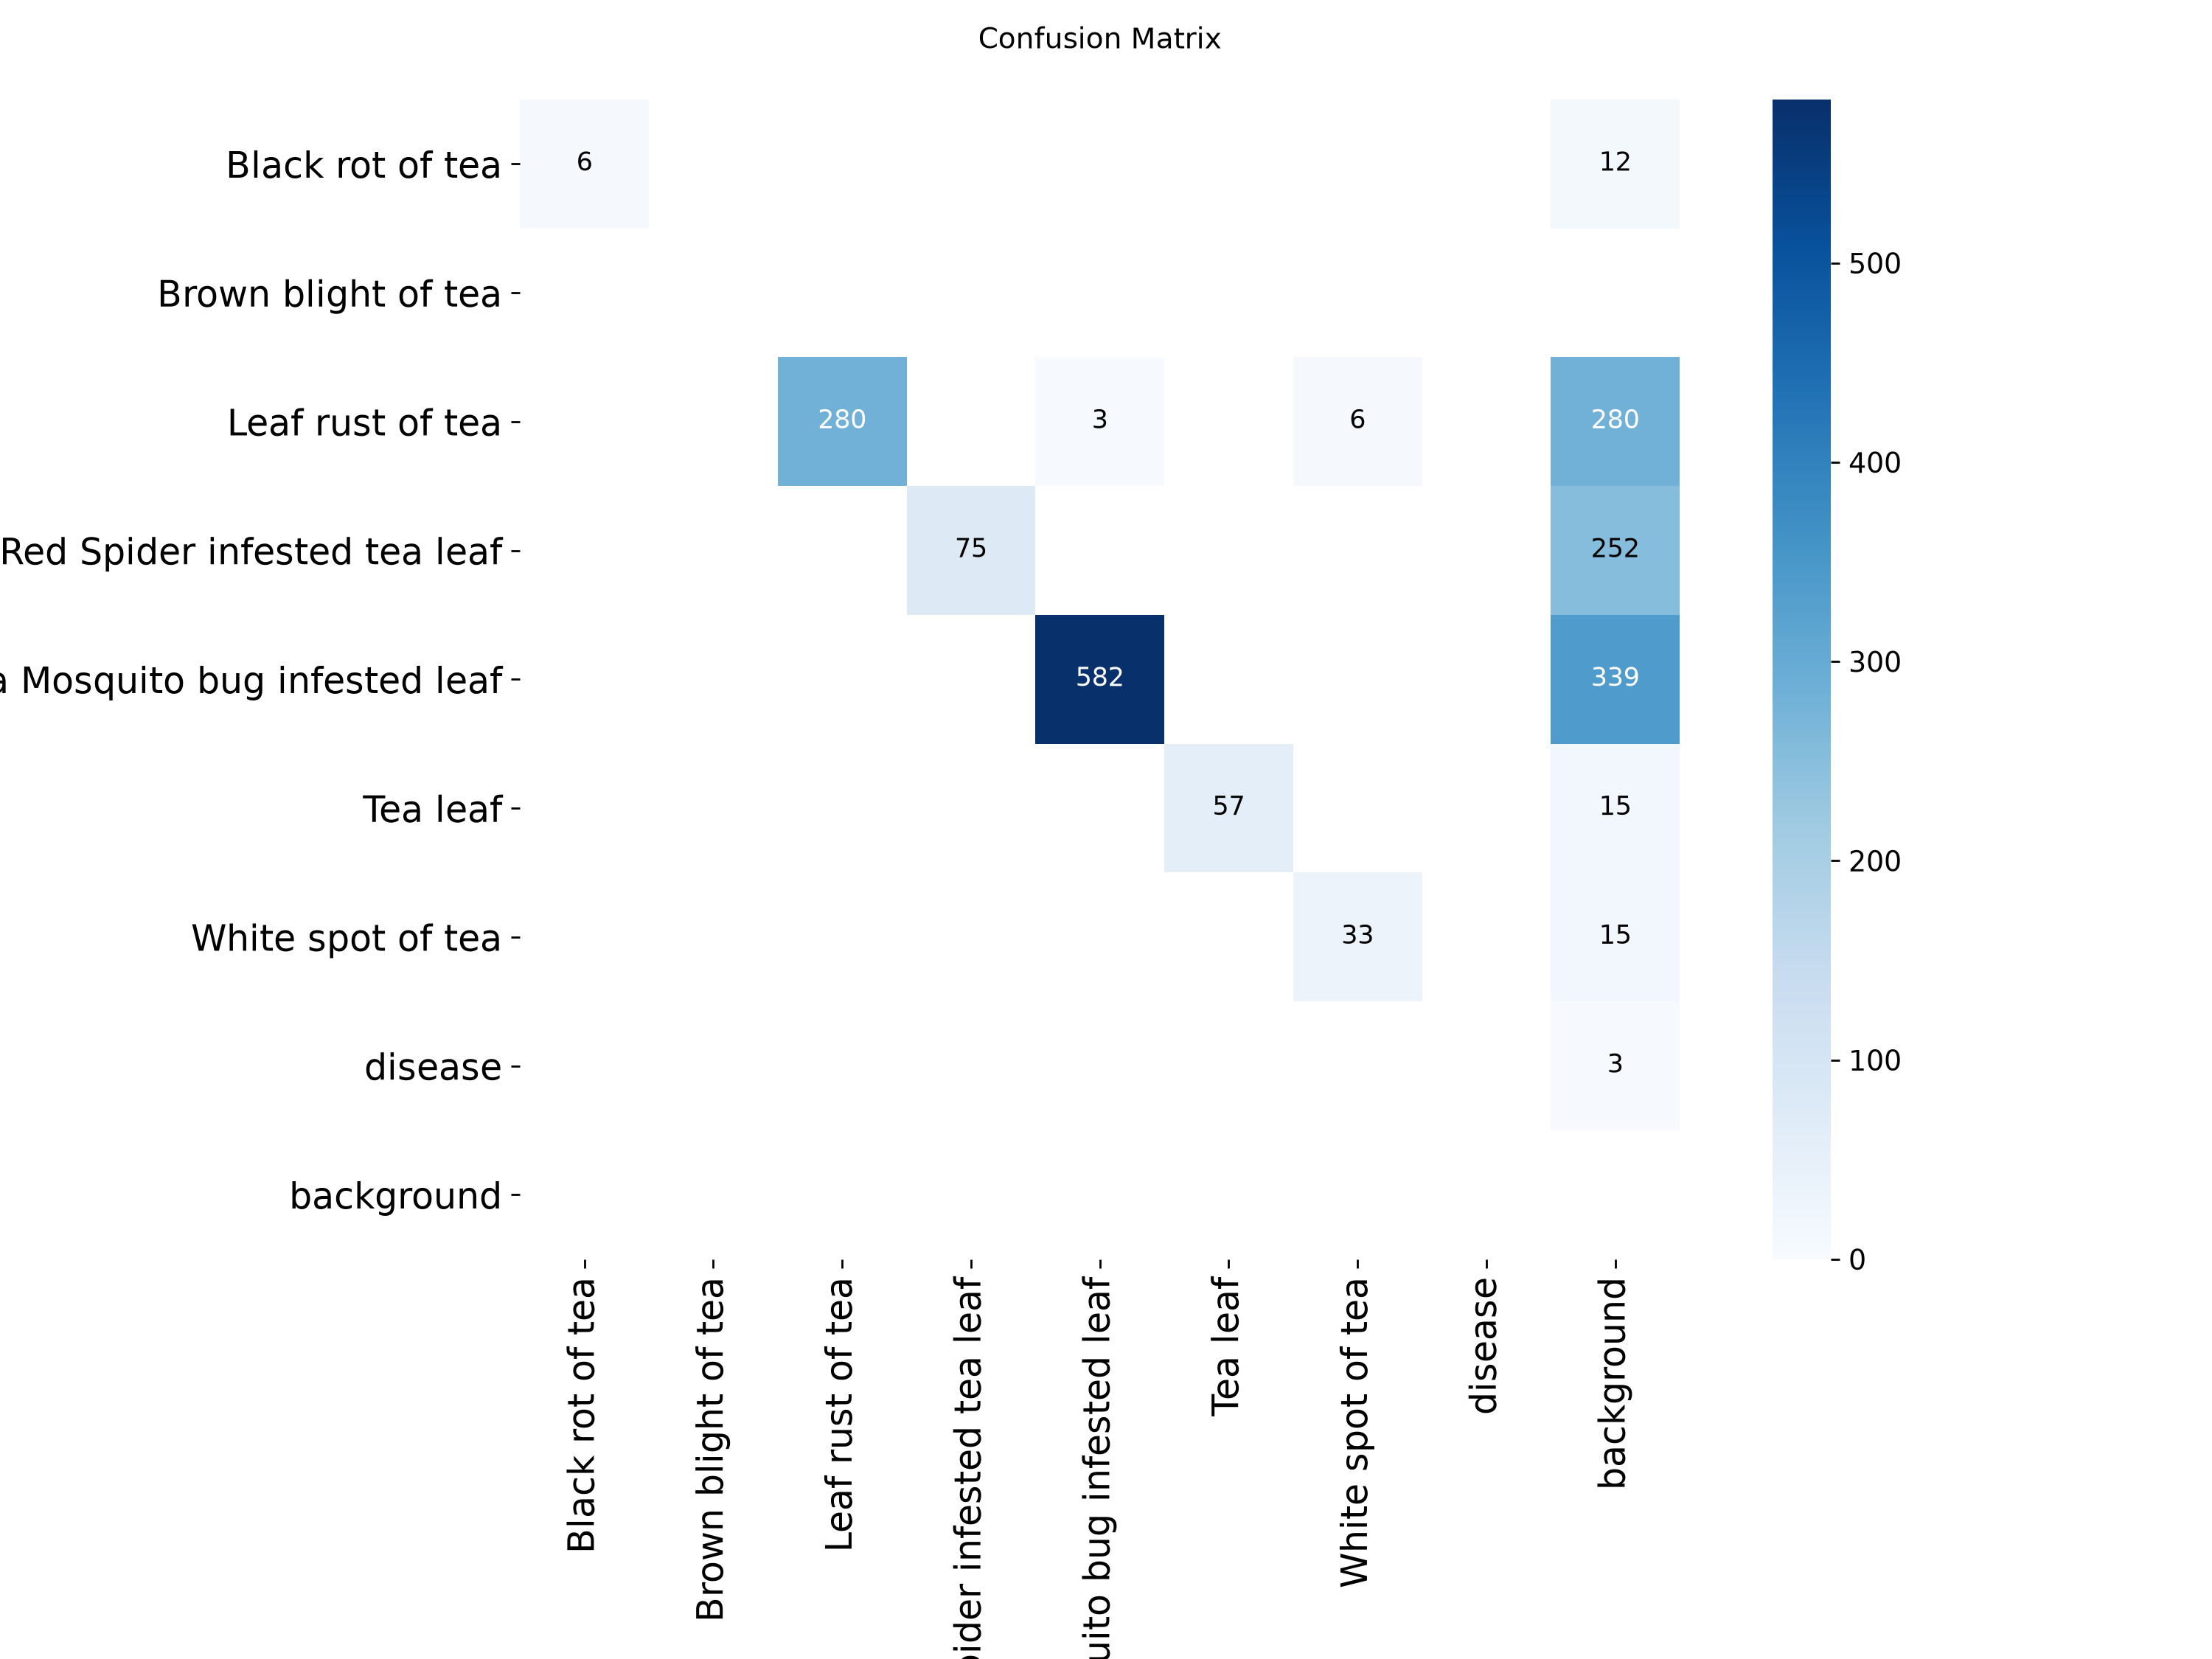 Confusion Matrix
Black rot of tea
6
12
500
Brown blight of tea
Leaf rust of tea
280
3
6
280
400
Red Spider infested tea leaf
75
252
300
Mosquito bug infested leaf
582
339
Tea leaf
57
15
200
White spot of tea
33
15
disease
3
100
background
0
Black rot of tea
Brown blight of tea
Leaf rust of tea
infested tea leaf
bug infested leaf
Tea leaf
White spot of tea
disease
background